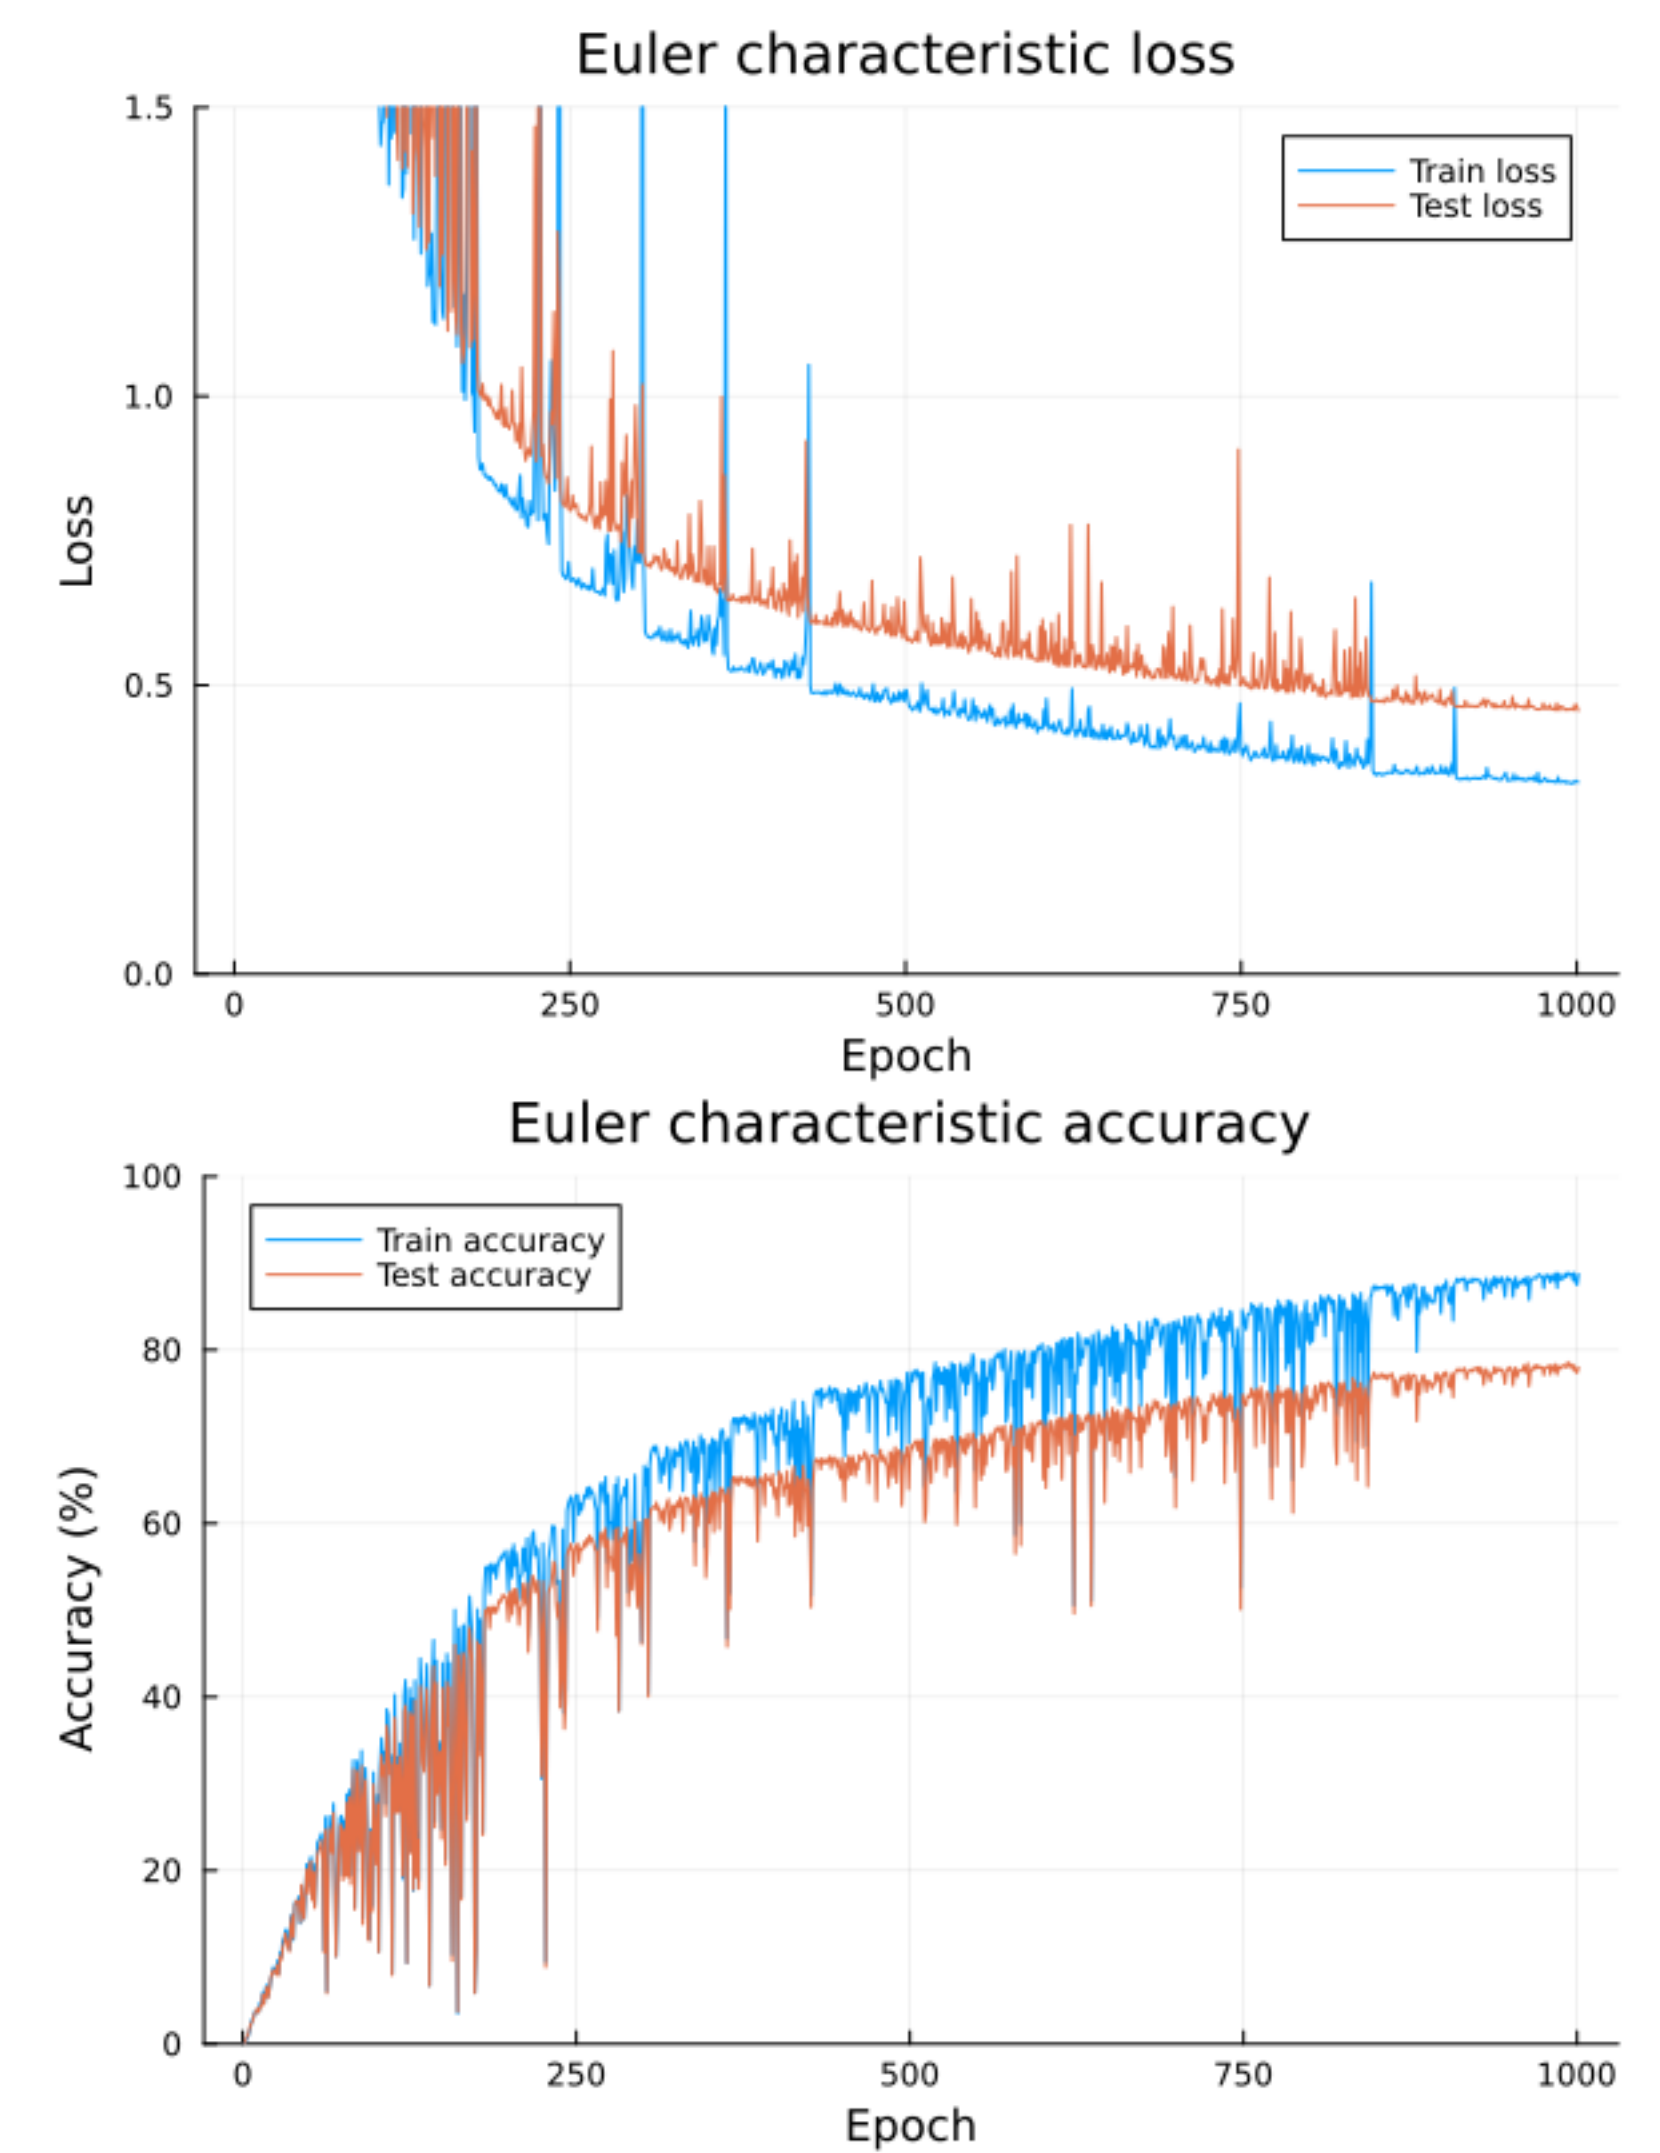 Euler characteristic loss
1.5
Train loss
Test loss
1.0
Loss
0.5
0.0
0 250 500 750 1000
Epoch
Euler characteristic accuracy
100
Train accuracy
Test accuracy
80
60
Accuracy (%)
40
20
0
0 250 500 750 1000
Epoch